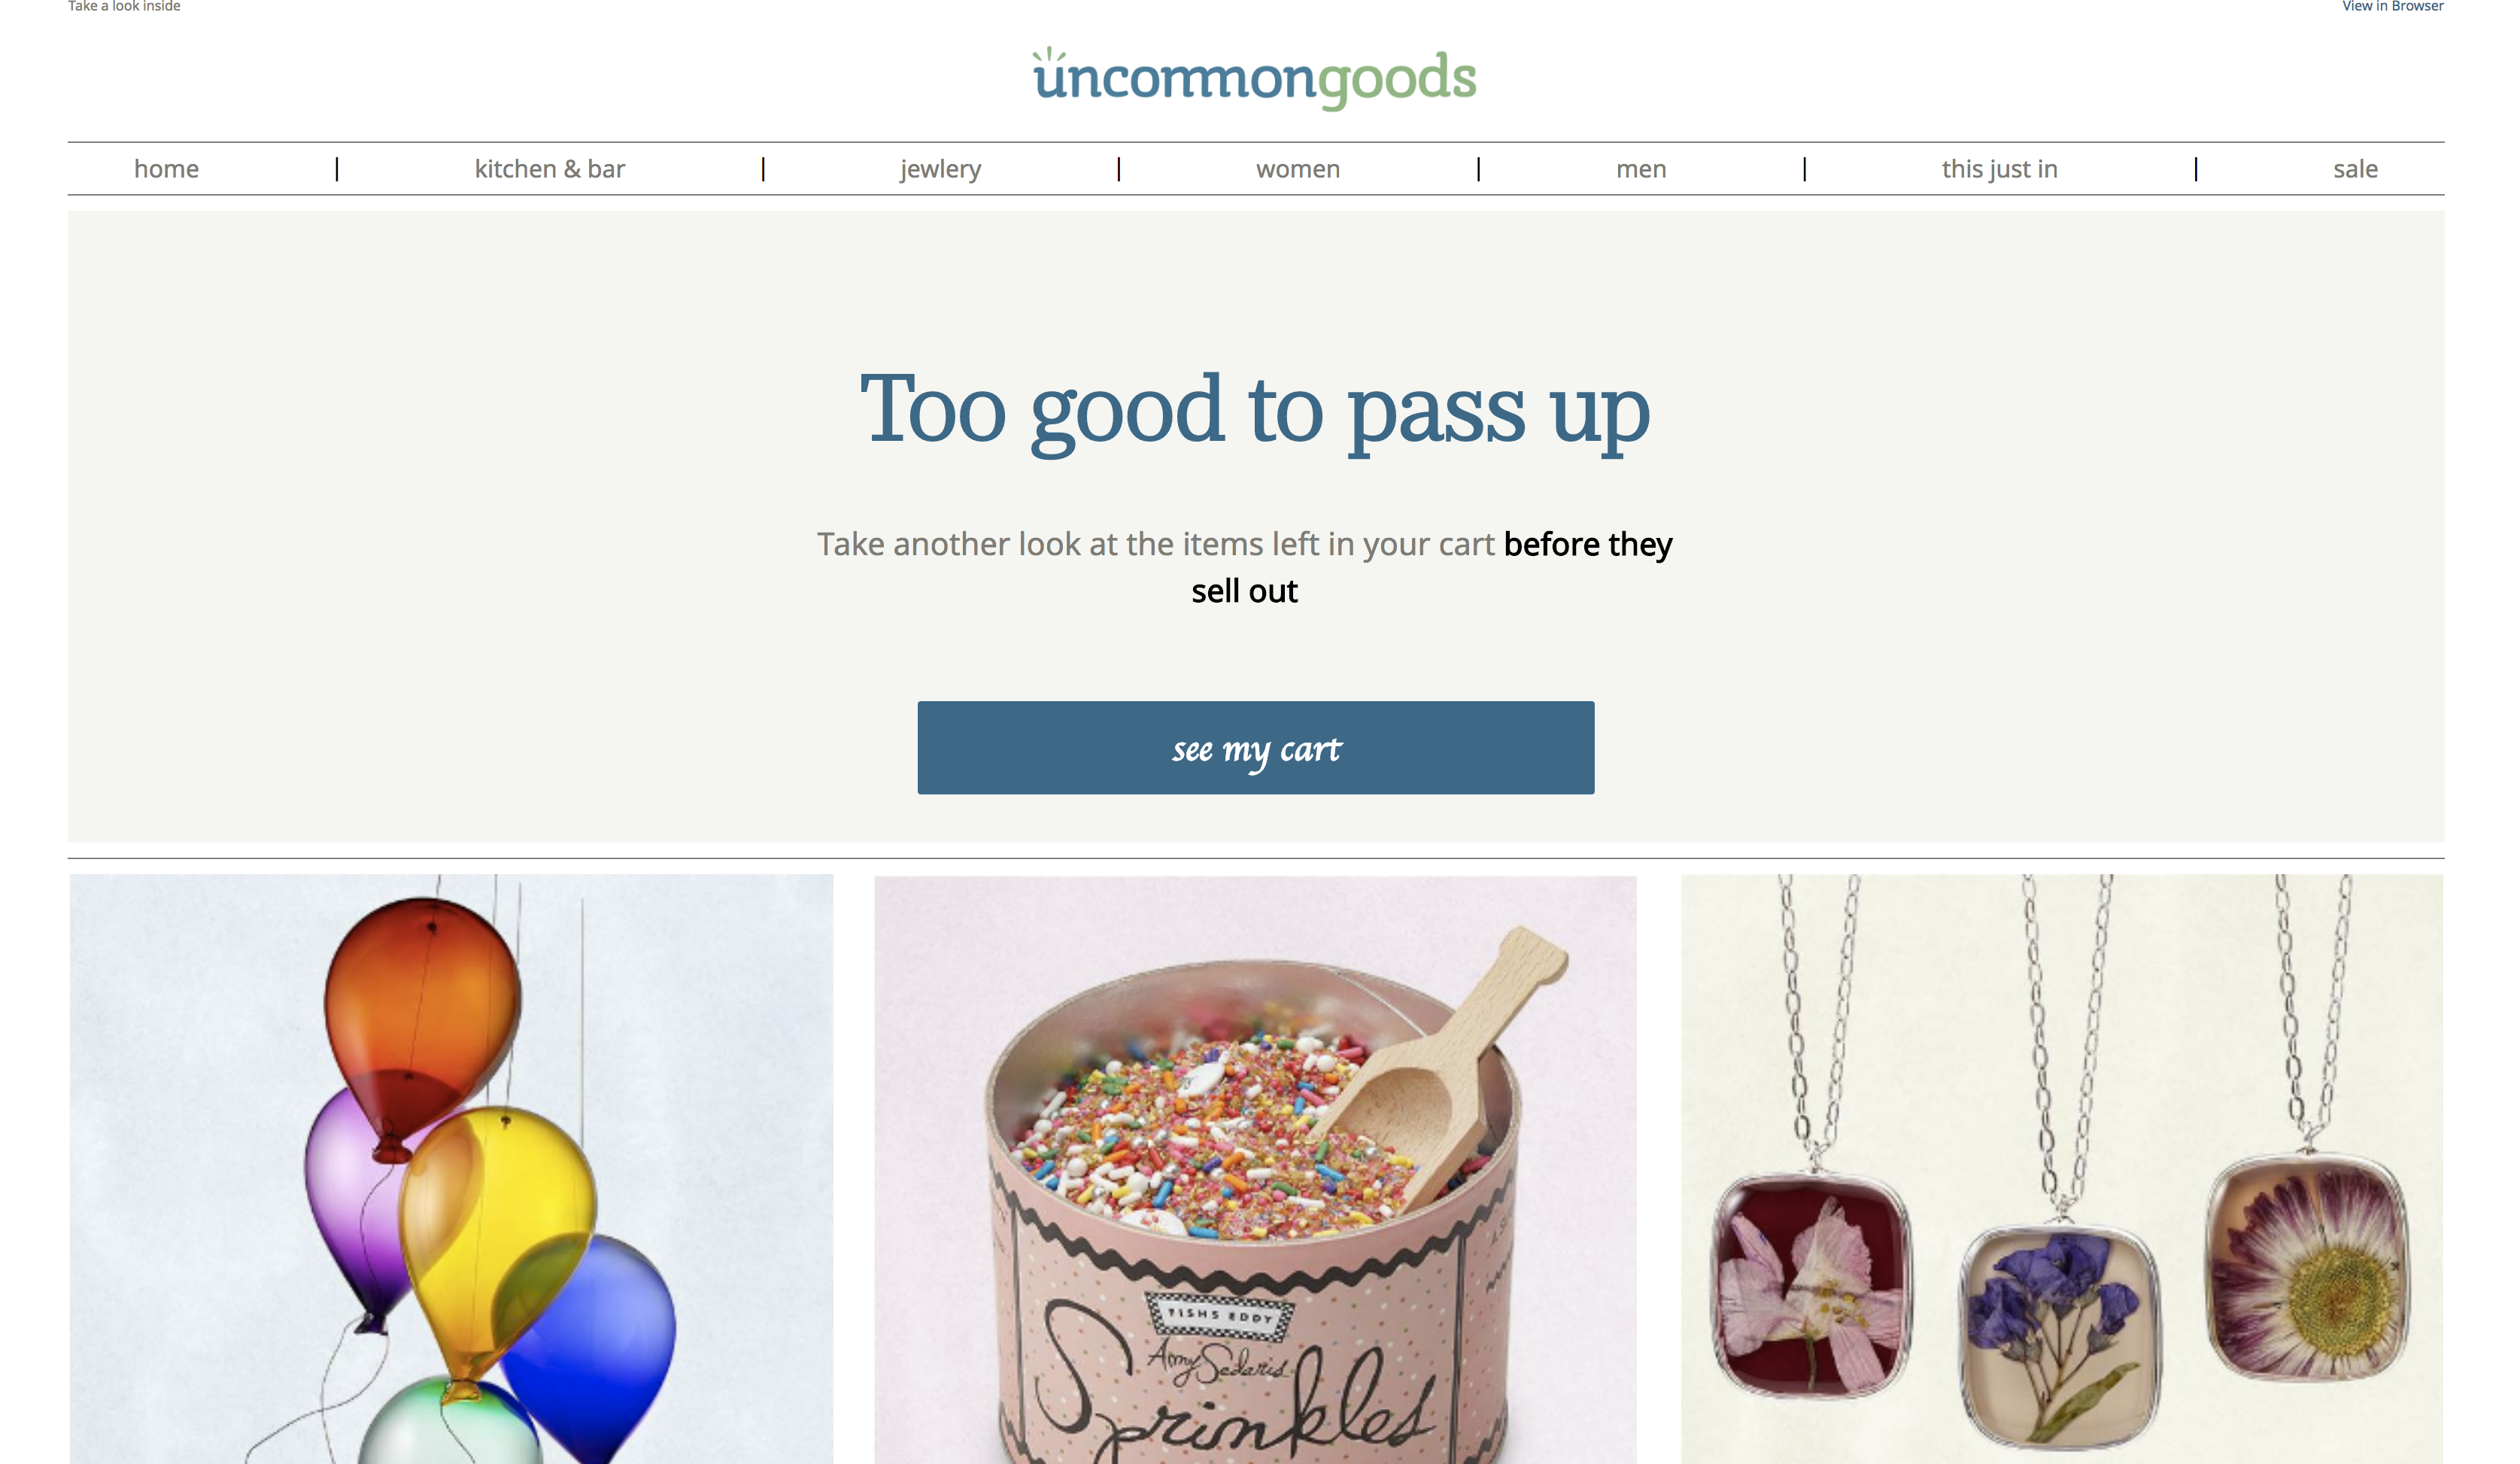 Take a look inside
View in Browser
uncommongoods
home | kitchen & bar | jewlery | women | men | this just in | sale
Too good to pass up
Take another look at the items left in your cart before they
sell out
see my cart
FISHS EDDY
Amy Sedaris
Sprinkles